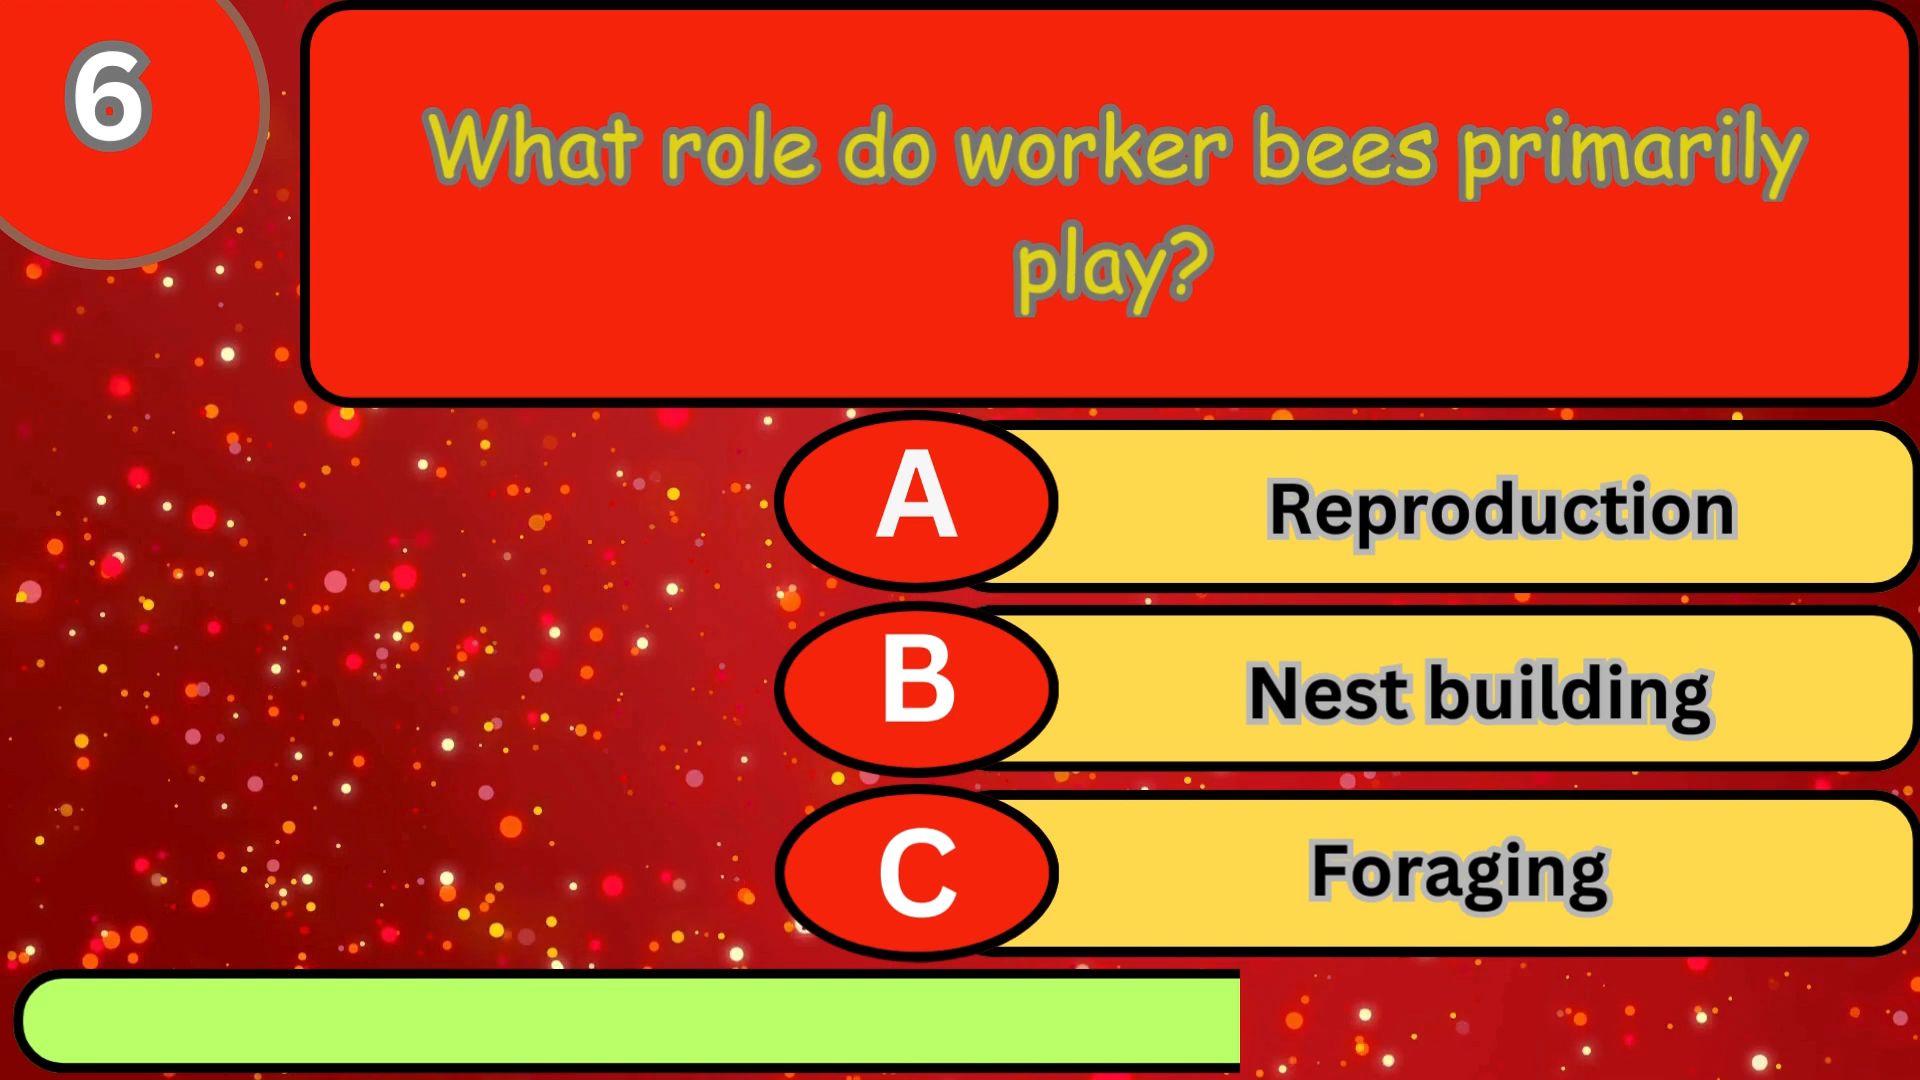 6
What role do worker bees primarily
play?
A
Reproduction
B
Nest building
C
Foraging